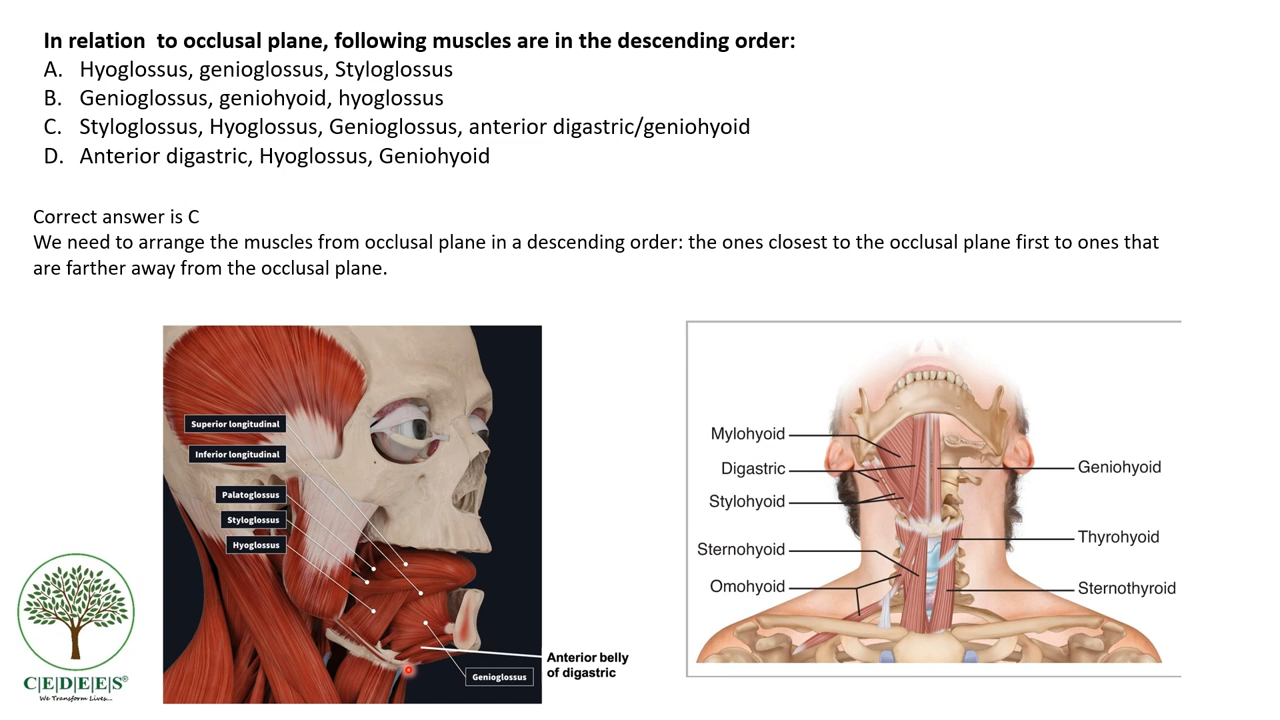 In relation  to occlusal plane, following muscles are in the descending order:
A. Hyoglossus, genioglossus, Styloglossus
B. Genioglossus, geniohyoid, hyoglossus
C. Styloglossus, Hyoglossus, Genioglossus, anterior digastric/geniohyoid
D. Anterior digastric, Hyoglossus, Geniohyoid
Correct answer is C
We need to arrange the muscles from occlusal plane in a descending order: the ones closest to the occlusal plane first to ones that
are farther away from the occlusal plane.
Superior longitudinal
Inferior longitudinal
Palatoglossus
Styloglossus
Hyoglossus
Anterior belly
of digastric
Genioglossus
Mylohyoid
Digastric
Stylohyoid
Sternohyoid
Omohyoid
Geniohyoid
Thyrohyoid
Sternothyroid
C|E|D|E|E|S®
We Transform Lives...